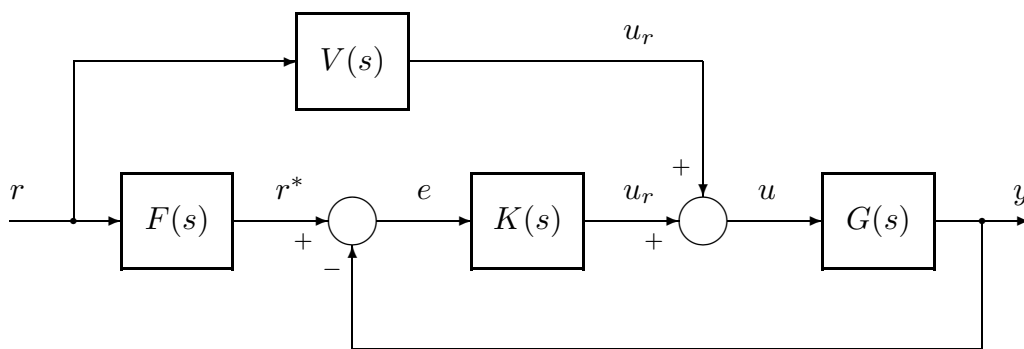 u_r
V(s)
+
r
F(s)
r*
+
−
e
K(s)
u_r
+
u
G(s)
y